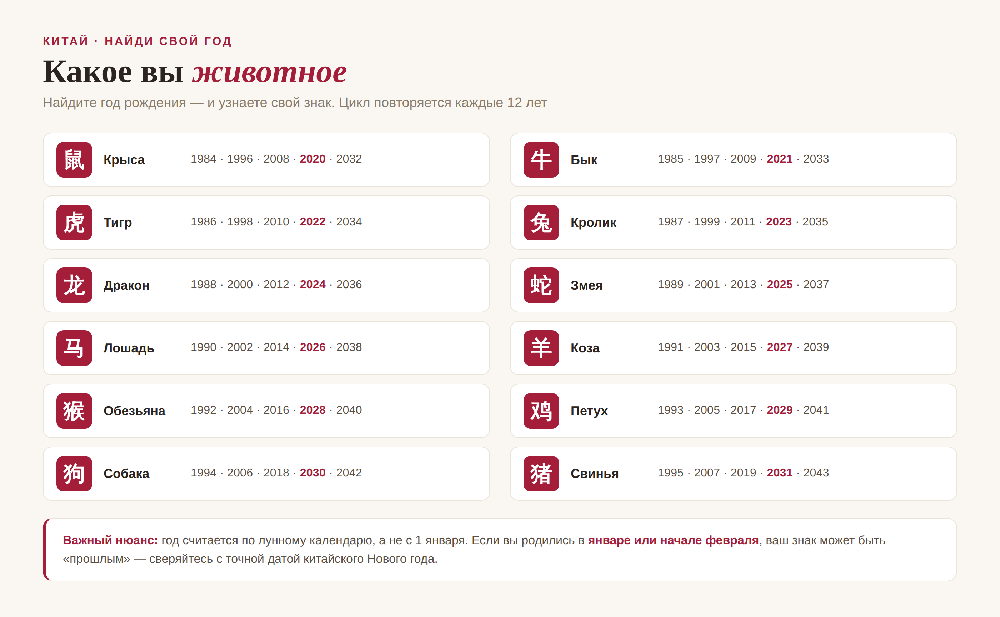 КИТАЙ · НАЙДИ СВОЙ ГОД
Какое вы животное
Найдите год рождения — и узнаете свой знак. Цикл повторяется каждые 12 лет
鼠 Крыса 1984 · 1996 · 2008 · 2020 · 2032
牛 Бык 1985 · 1997 · 2009 · 2021 · 2033
虎 Тигр 1986 · 1998 · 2010 · 2022 · 2034
兔 Кролик 1987 · 1999 · 2011 · 2023 · 2035
龙 Дракон 1988 · 2000 · 2012 · 2024 · 2036
蛇 Змея 1989 · 2001 · 2013 · 2025 · 2037
马 Лошадь 1990 · 2002 · 2014 · 2026 · 2038
羊 Коза 1991 · 2003 · 2015 · 2027 · 2039
猴 Обезьяна 1992 · 2004 · 2016 · 2028 · 2040
鸡 Петух 1993 · 2005 · 2017 · 2029 · 2041
狗 Собака 1994 · 2006 · 2018 · 2030 · 2042
猪 Свинья 1995 · 2007 · 2019 · 2031 · 2043
Важный нюанс: год считается по лунному календарю, а не с 1 января. Если вы родились в январе или начале февраля, ваш знак может быть
«прошлым» — сверяйтесь с точной датой китайского Нового года.